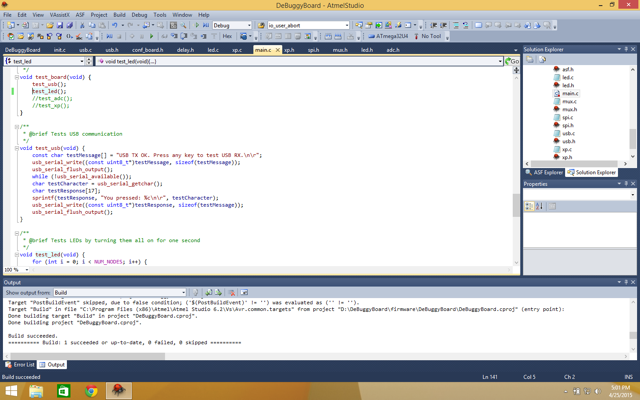 DeBuggyBoard - AtmelStudio
File Edit View VAssistX ASF Project Build Debug Tools Window Help
Debug
io_user_abort
Hex
ATmega32U4 No Tool
DeBuggyBoard init.c usb.c usb.h conf_board.h delay.h led.c xp.c main.c xp.h spi.h mux.h led.h adc.h
test_led
void test_led(void){...}
Go
*/
void test_board(void) {
test_usb();
test_led();
//test_adc();
//test_xp();
}
/**
* @brief Tests USB communication
*/
void test_usb(void) {
const char testMessage[] = "USB TX OK. Press any key to test USB RX.\n\r";
usb_serial_write((const uint8_t*)testMessage, sizeof(testMessage));
usb_serial_flush_output();
while (!usb_serial_available());
char testCharacter = usb_serial_getchar();
char testResponse[17];
sprintf(testResponse, "You pressed: %c\n\r", testCharacter);
usb_serial_write((const uint8_t*)testResponse, sizeof(testResponse));
usb_serial_flush_output();
}
/**
* @brief Tests LEDs by turning them all on for one second
*/
void test_led(void) {
for (int i = 0; i < NUM_NODES; i++) {
100 %
Solution Explorer
adf.h
led.c
led.h
main.c
mux.c
mux.h
spi.c
spi.h
usb.c
usb.h
xp.c
xp.h
ASF Explorer Solution Explorer
Properties
Output
Show output from: Build
Target "PostBuildEvent" skipped, due to false condition; ('$(PostBuildEvent)' != '') was evaluated as ('' != '').
Target "Build" in file "C:\Program Files (x86)\Atmel\Atmel Studio 6.2\Vs\Avr.common.targets" from project "D:\DeBuggyBoard\firmware\DeBuggyBoard\DeBuggyBoard.cproj" (entry point):
Done building target "Build" in project "DeBuggyBoard.cproj".
Done building project "DeBuggyBoard.cproj".
Build succeeded.
========== Build: 1 succeeded or up-to-date, 0 failed, 0 skipped ==========
Error List Output
Build succeeded
Ln 141 Col 5 Ch 2 INS
5:01 PM
4/25/2015